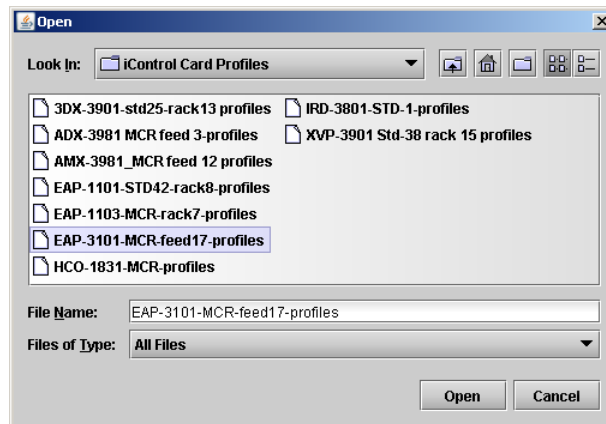 Open
Look In: iControl Card Profiles
3DX-3901-std25-rack13 profiles
ADX-3981 MCR feed 3-profiles
AMX-3981_MCR feed 12 profiles
EAP-1101-STD42-rack8-profiles
EAP-1103-MCR-rack7-profiles
EAP-3101-MCR-feed17-profiles
HCO-1831-MCR-profiles
IRD-3801-STD-1-profiles
XVP-3901 Std-38 rack 15 profiles
File Name: EAP-3101-MCR-feed17-profiles
Files of Type: All Files
Open Cancel